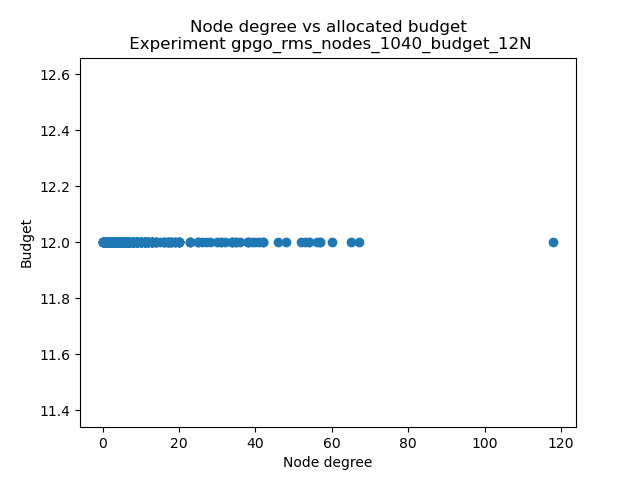 Node degree vs allocated budget
Experiment gpgo_rms_nodes_1040_budget_12N
12.6
12.4
12.2
12.0
11.8
11.6
11.4
Budget
0 20 40 60 80 100 120
Node degree